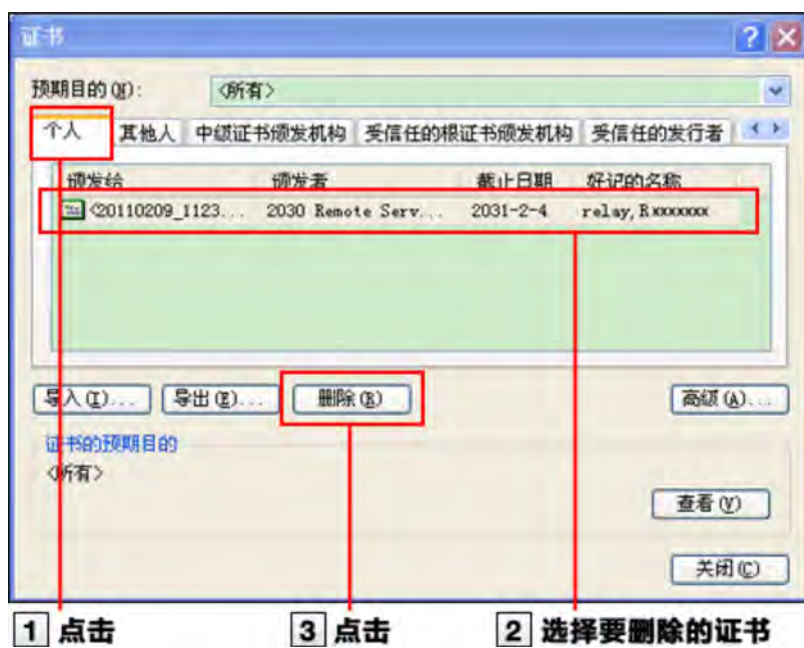 证书
预期目的(N): <所有>
个人 其他人 中级证书颁发机构 受信任的根证书颁发机构 受信任的发行者
颁发给 颁发者 截止日期 好记的名称
<20110209_1123... 2030 Remote Serv... 2031-2-4 relay,Rxxxxxxx
导入(I)... 导出(E)... 删除(R) 高级(A)...
证书的预期目的
<所有>
查看(V)
关闭(C)
1 点击 3 点击 2 选择要删除的证书